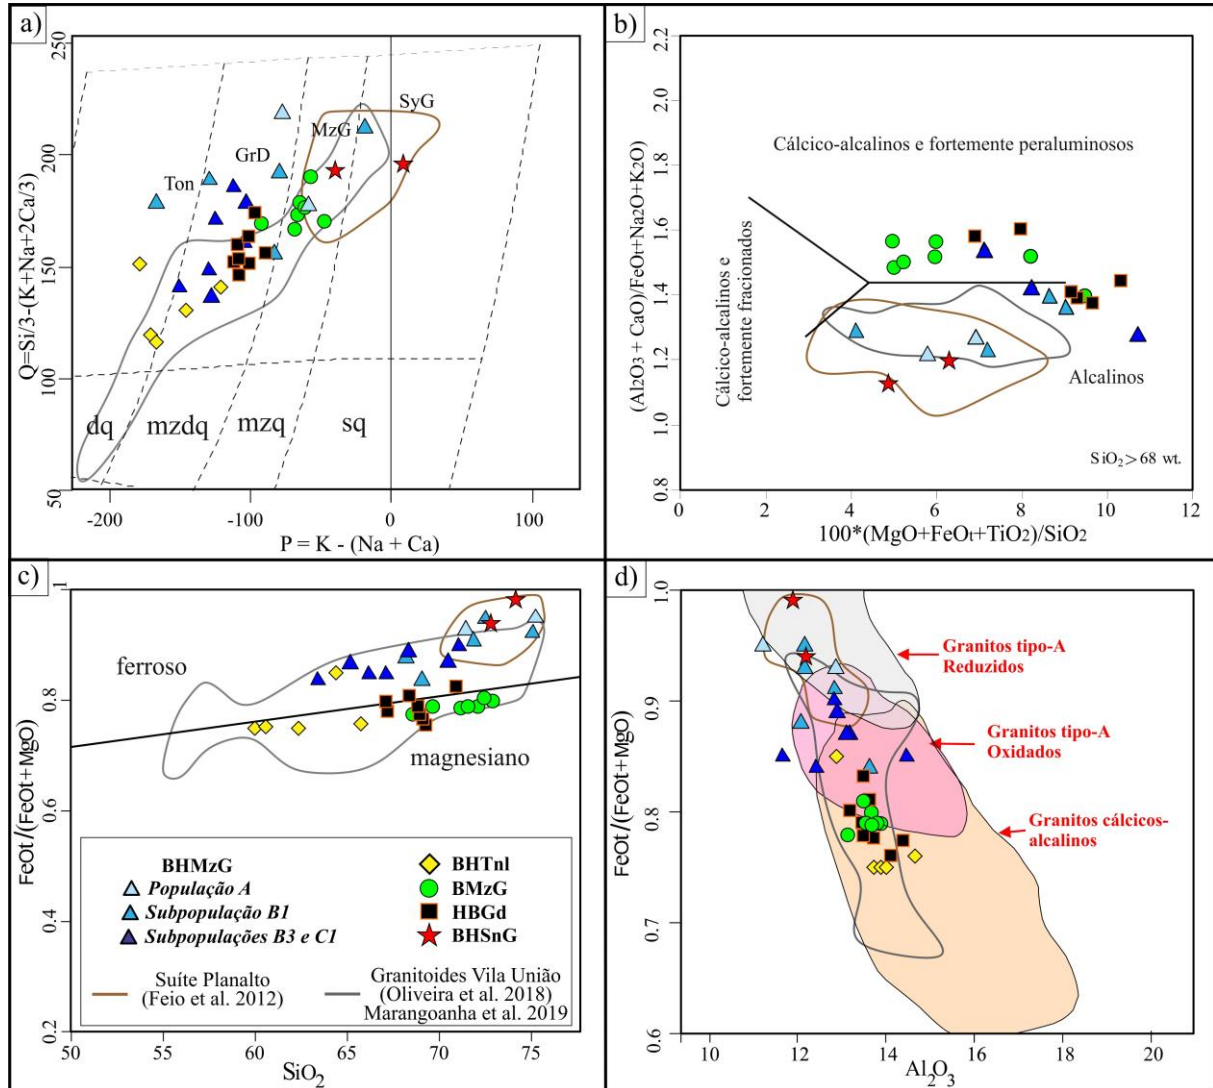 a)
250
200
150
100
50
Q=Si/3-(K+Na+2Ca/3)
SyG
MzG
GrD
Ton
dq
mzdq
mzq
sq
-200
-100
0
100
P = K - (Na + Ca)
b)
2.2
2.0
1.8
1.6
1.4
1.2
1.0
0.8
(Al2O3 + CaO)/FeOt+Na2O+K2O)
Cálcico-alcalinos e fortemente peraluminosos
Cálcico-alcalinos e
fortemente fracionados
Alcalinos
SiO2 > 68 wt.
0
2
4
6
8
10
12
100*(MgO+FeOt+TiO2)/SiO2
c)
1
0.8
0.6
0.4
0.2
FeOt/(FeOt+MgO)
ferroso
magnesiano
BHMzG
População A
Subpopulação B1
Subpopulações B3 e C1
BHTnl
BMzG
HBGd
BHSnG
Suíte Planalto
(Feio et al. 2012)
Granitoides Vila União
(Oliveira et al. 2018)
Marangoanha et al. 2019
50
55
60
65
70
75
SiO2
d)
1.0
0.9
0.8
0.7
0.6
FeOt/(FeOt+MgO)
Granitos tipo-A
Reduzidos
Granitos tipo-A
Oxidados
Granitos cálcicos-
alcalinos
10
12
14
16
18
20
Al2O3